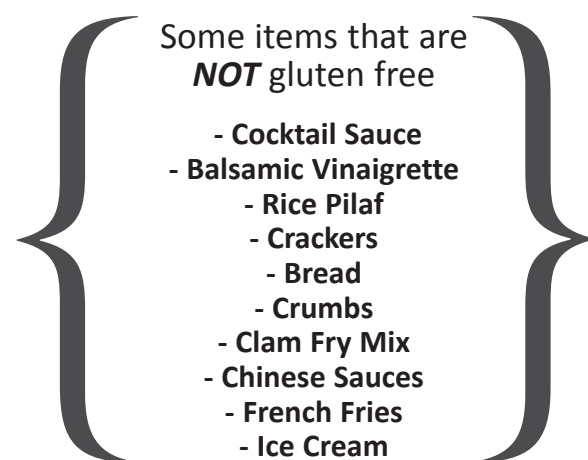 Some items that are
NOT gluten free
- Cocktail Sauce
- Balsamic Vinaigrette
- Rice Pilaf
- Crackers
- Bread
- Crumbs
- Clam Fry Mix
- Chinese Sauces
- French Fries
- Ice Cream